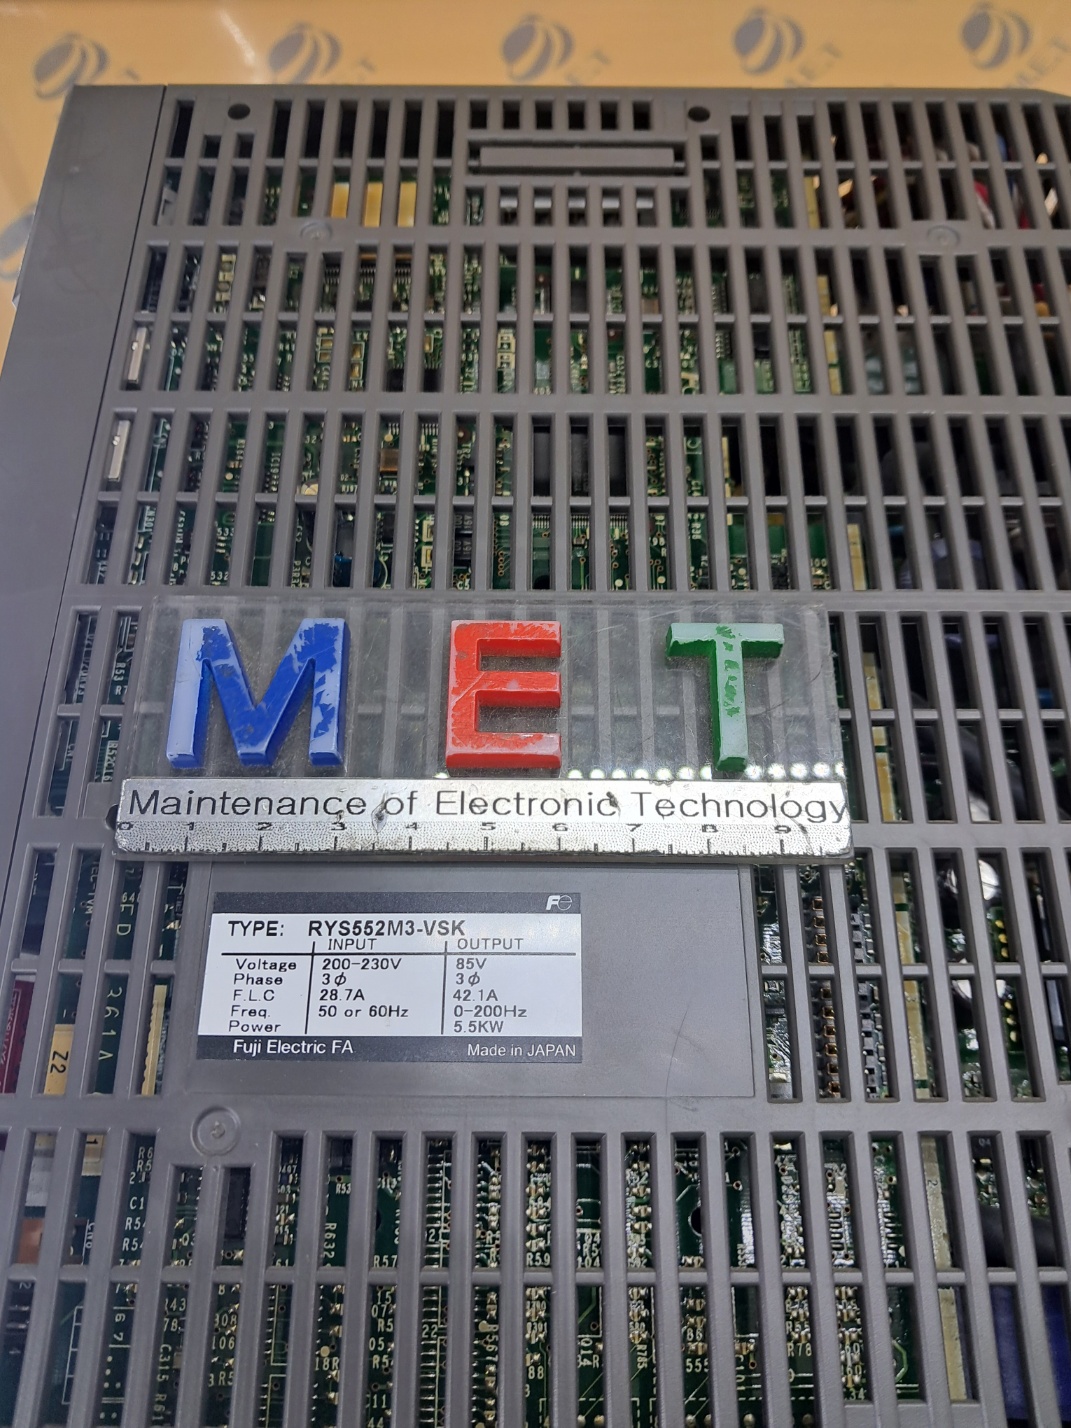 MET
Maintenance of Electronic Technology
0 1 2 3 4 5 6 7 8 9
Fe
TYPE: RYS552M3-VSK
INPUT OUTPUT
Voltage 200-230V 85V
Phase 3ϕ 3ϕ
F.L.C 28.7A 42.1A
Freq. 50 or 60Hz 0-200Hz
Power 5.5KW
Fuji Electric FA Made in JAPAN
Z2